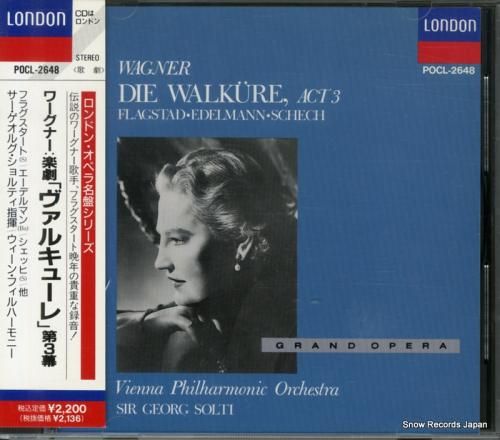 LONDON
CDは
ロンドン
STEREO
POCL-2648
〈歌劇〉
ロンドン・オペラ名盤シリーズ
伝説のワーグナー歌手、フラグスタート晩年の貴重な録音!
ワーグナー:楽劇「ヴァルキューレ」第3幕
フラグスタート(S)/エーデルマン(Bs)/シェッヒ(S)/他
サー・ゲオルグ・ショルティ指揮/ウィーン・フィルハーモニー
税込定価¥2,200
(税抜価格¥2,136)
LONDON
POCL-2648
WAGNER
DIE WALKÜRE, ACT 3
FLAGSTAD•EDELMANN•SCHECH
GRAND OPERA
Vienna Philharmonic Orchestra
SIR GEORG SOLTI
Snow Records Japan